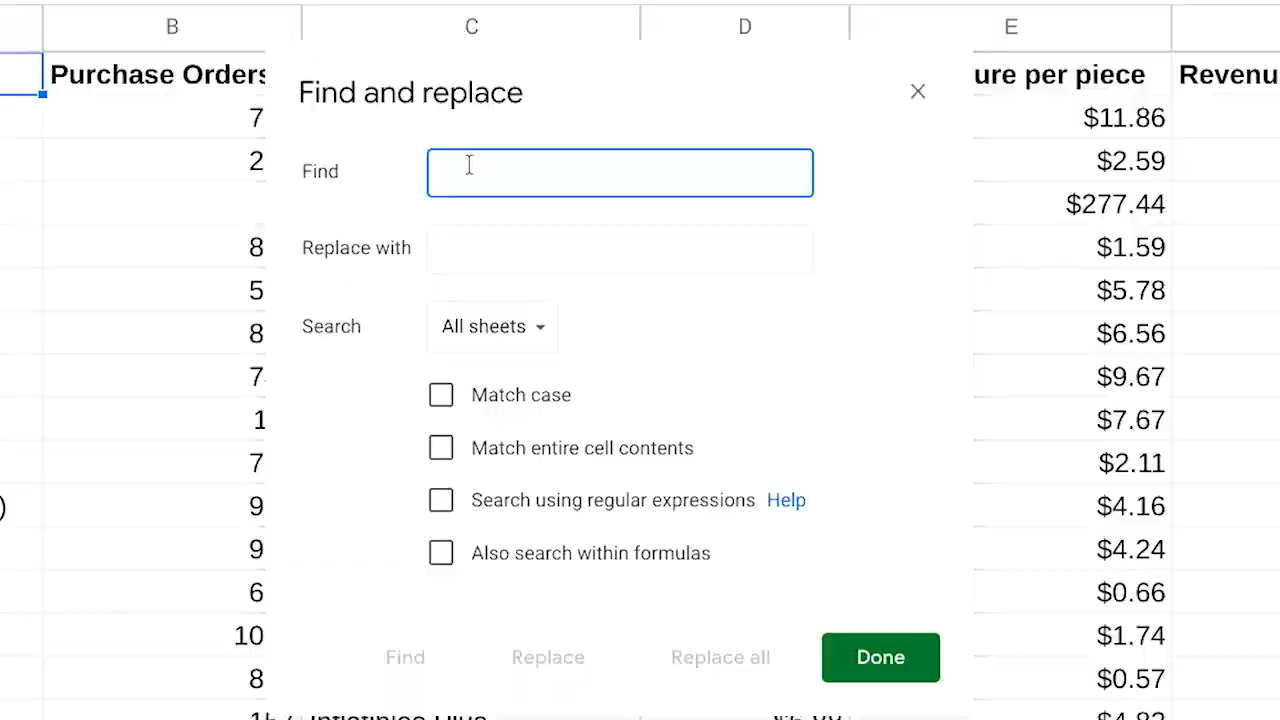 B C D E
Purchase Orders ure per piece Revenu
Find and replace
7 $11.86
Find
2 $2.59
$277.44
Replace with
8 $1.59
5 $5.78
Search All sheets
8 $6.56
7 $9.67
Match case
1 $7.67
Match entire cell contents
7 $2.11
Search using regular expressions Help
) 9 $4.16
Also search within formulas
9 $4.24
6 $0.66
10 $1.74
Find Replace Replace all Done
8 $0.57